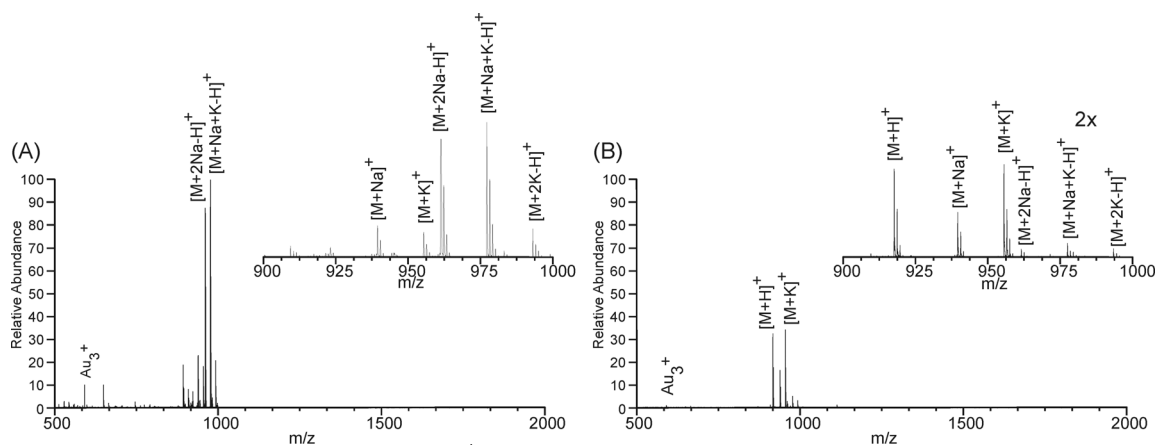 (A)
[M+2Na-H]+
[M+Na+K-H]+
[M+Na]+
[M+K]+
[M+2Na-H]+
[M+Na+K-H]+
[M+2K-H]+
900 925 950 975 1000
m/z
Relative Abundance
100
90
80
70
60
50
40
30
20
10
0
Au3+
500 1000 1500 2000
m/z
(B)
[M+H]+
[M+Na]+
[M+K]+
[M+2Na-H]+
[M+Na+K-H]+
[M+2K-H]+
2x
900 925 950 975 1000
m/z
Relative Abundance
100
90
80
70
60
50
40
30
20
10
0
Au3+
[M+H]+
[M+K]+
500 1000 1500 2000
m/z